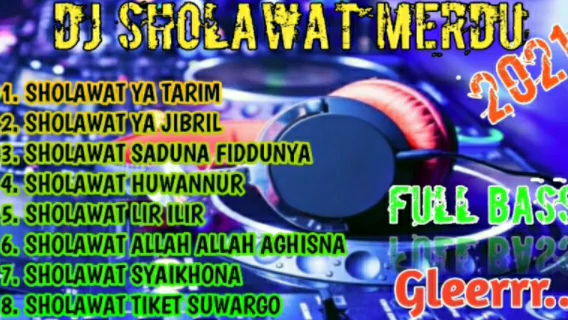 DJ SHOLAWAT MERDU
2021
1. SHOLAWAT YA TARIM
2. SHOLAWAT YA JIBRIL
3. SHOLAWAT SADUNA FIDDUNYA
4. SHOLAWAT HUWANNUR
5. SHOLAWAT LIR ILIR
6. SHOLAWAT ALLAH ALLAH AGHISNA
7. SHOLAWAT SYAIKHONA
8. SHOLAWAT TIKET SUWARGO
FULL BASS
Gleerrr..